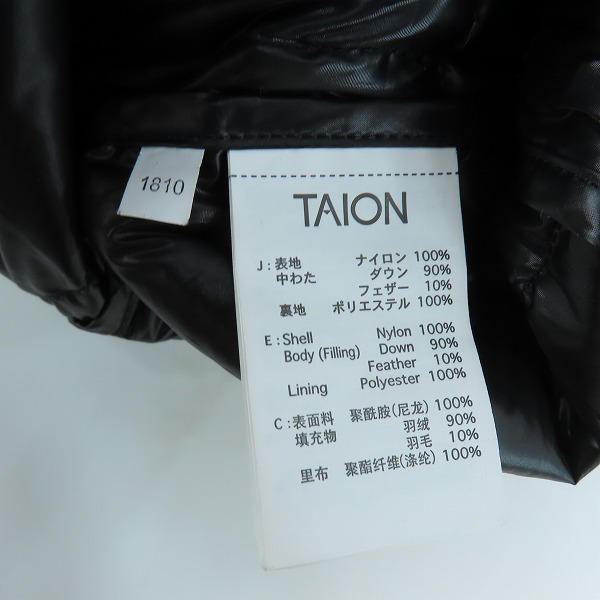 1810
TAION
J : 表地 ナイロン 100%
中わた ダウン 90%
フェザー 10%
裏地 ポリエステル 100%
E : Shell Nylon 100%
Body (Filling) Down 90%
Feather 10%
Lining Polyester 100%
C : 表面料 聚酰胺(尼龙) 100%
填充物 羽绒 90%
羽毛 10%
里布 聚酯纤维(涤纶) 100%